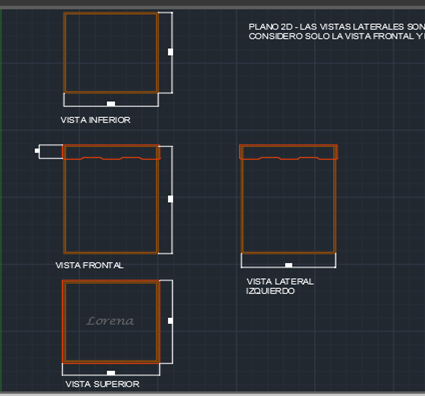 PLANO 2D - LAS VISTAS LATERALES SON
CONSIDERO SOLO LA VISTA FRONTAL Y
VISTA INFERIOR
VISTA FRONTAL
VISTA LATERAL
IZQUIERDO
Lorena
VISTA SUPERIOR